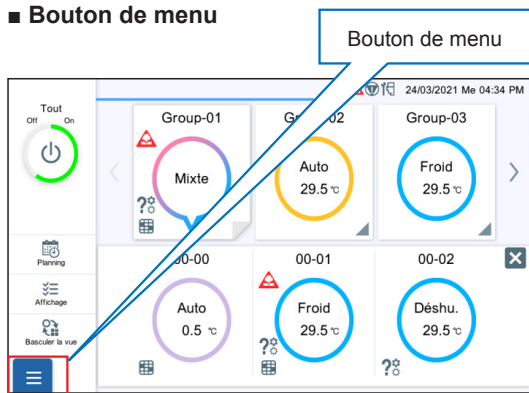 ■ Bouton de menu
Bouton de menu
24/03/2021 Me 04:34 PM
Tout
Off On
Group-01
Group-03
Mixte
Auto
29.5 ℃
Froid
29.5 ℃
Planning
Affichage
Basculer la vue
00-01
00-02
Auto
0.5 ℃
Froid
29.5 ℃
Déshu.
29.5 ℃